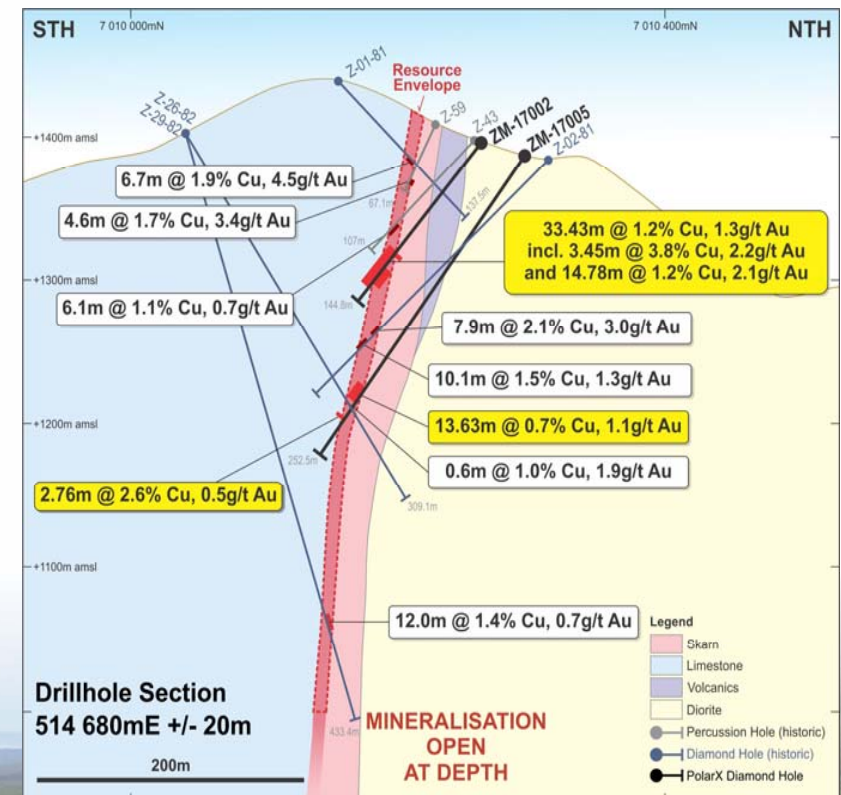 STH
7 010 000mN
7 010 400mN
NTH
Z-01-81
Z-26-82
Z-29-82
Resource
Envelope
Z-59
Z-43
ZM-17002
ZM-17005
Z-02-81
+1400m amsl
6.7m @ 1.9% Cu, 4.5g/t Au
67.1m
137.5m
4.6m @ 1.7% Cu, 3.4g/t Au
33.43m @ 1.2% Cu, 1.3g/t Au
incl. 3.45m @ 3.8% Cu, 2.2g/t Au
and 14.78m @ 1.2% Cu, 2.1g/t Au
107m
+1300m amsl
144.8m
6.1m @ 1.1% Cu, 0.7g/t Au
7.9m @ 2.1% Cu, 3.0g/t Au
10.1m @ 1.5% Cu, 1.3g/t Au
+1200m amsl
13.63m @ 0.7% Cu, 1.1g/t Au
252.5m
0.6m @ 1.0% Cu, 1.9g/t Au
2.76m @ 2.6% Cu, 0.5g/t Au
309.1m
+1100m amsl
12.0m @ 1.4% Cu, 0.7g/t Au
Legend
Skarn
Limestone
Volcanics
Diorite
Percussion Hole (historic)
Diamond Hole (historic)
PolarX Diamond Hole
Drillhole Section
514 680mE +/- 20m
433.4m
MINERALISATION
OPEN
AT DEPTH
200m